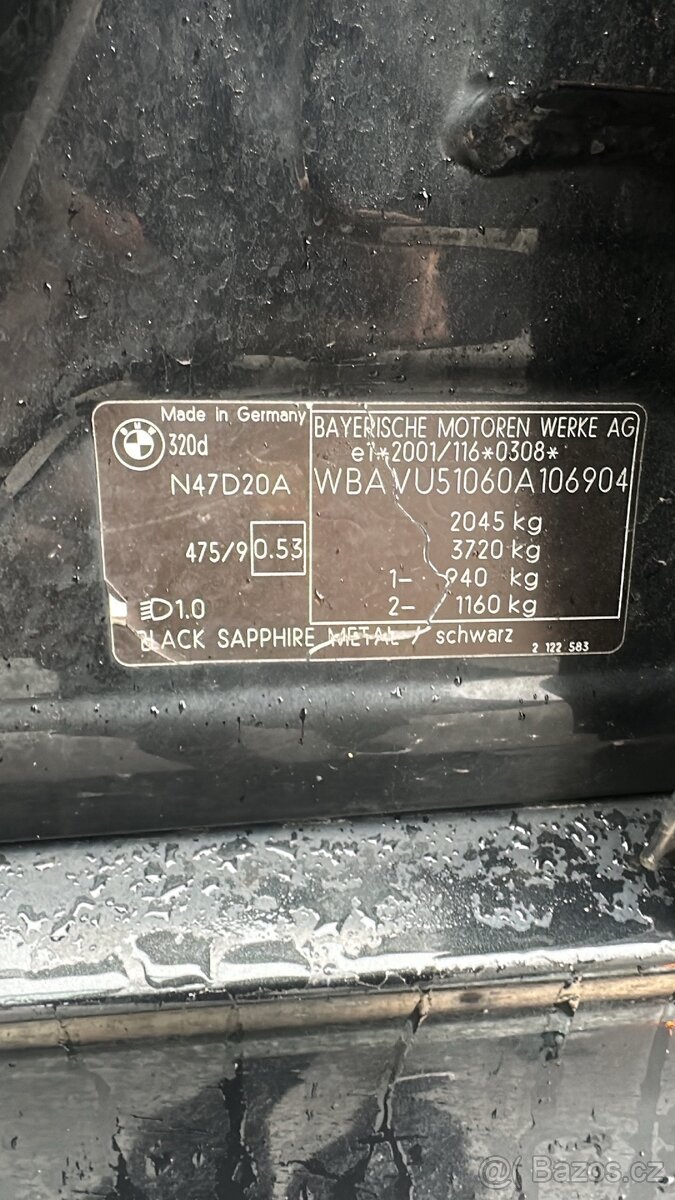 Made in Germany
BMW
320d
N47D20A
475/9 0.53
1.0
BLACK SAPPHIRE METAL / schwarz
BAYERISCHE MOTOREN WERKE AG
e1*2001/116*0308*
WBAVU51060A106904
2045 kg
3720 kg
1- 940 kg
2- 1160 kg
2 122 583
@ Bazos.cz